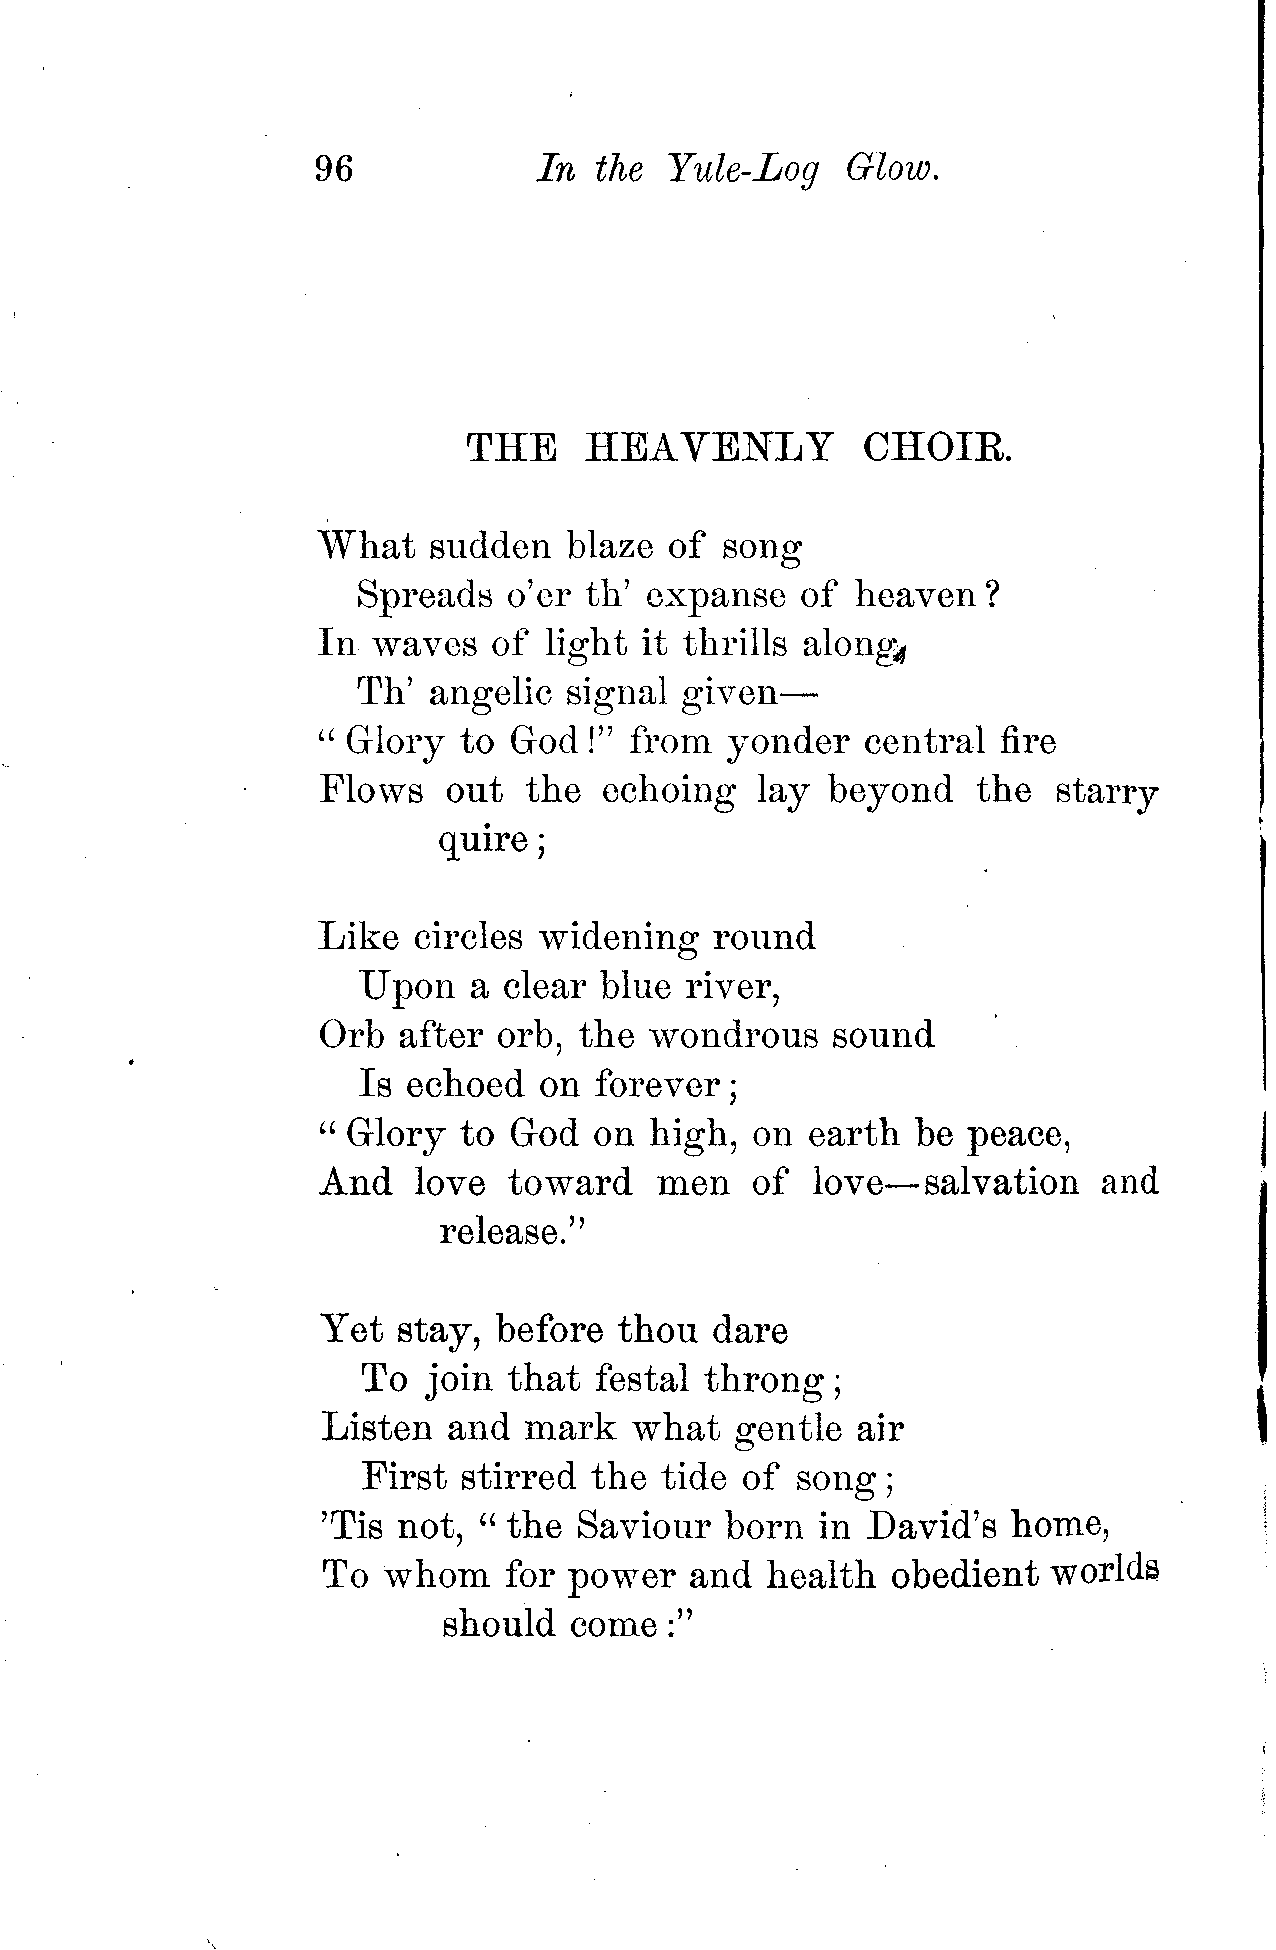 96 In the Yule-Log Glow.
THE HEAVENLY CHOIR.
What sudden blaze of song
Spreads o'er th' expanse of heaven?
In waves of light it thrills along,
Th' angelic signal given—
"Glory to God!" from yonder central fire
Flows out the echoing lay beyond the starry
quire;
Like circles widening round
Upon a clear blue river,
Orb after orb, the wondrous sound
Is echoed on forever;
"Glory to God on high, on earth be peace,
And love toward men of love—salvation and
release."
Yet stay, before thou dare
To join that festal throng;
Listen and mark what gentle air
First stirred the tide of song;
'Tis not, "the Saviour born in David's home,
To whom for power and health obedient worlds
should come:"